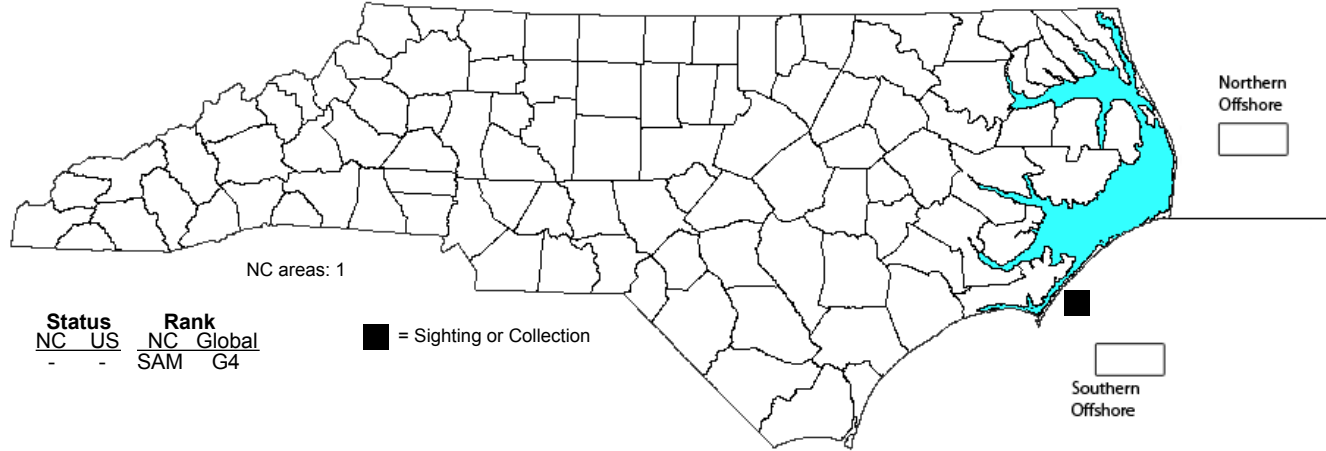 Northern
Offshore
NC areas: 1
Status Rank
NC US NC Global
- - SAM G4
= Sighting or Collection
Southern
Offshore